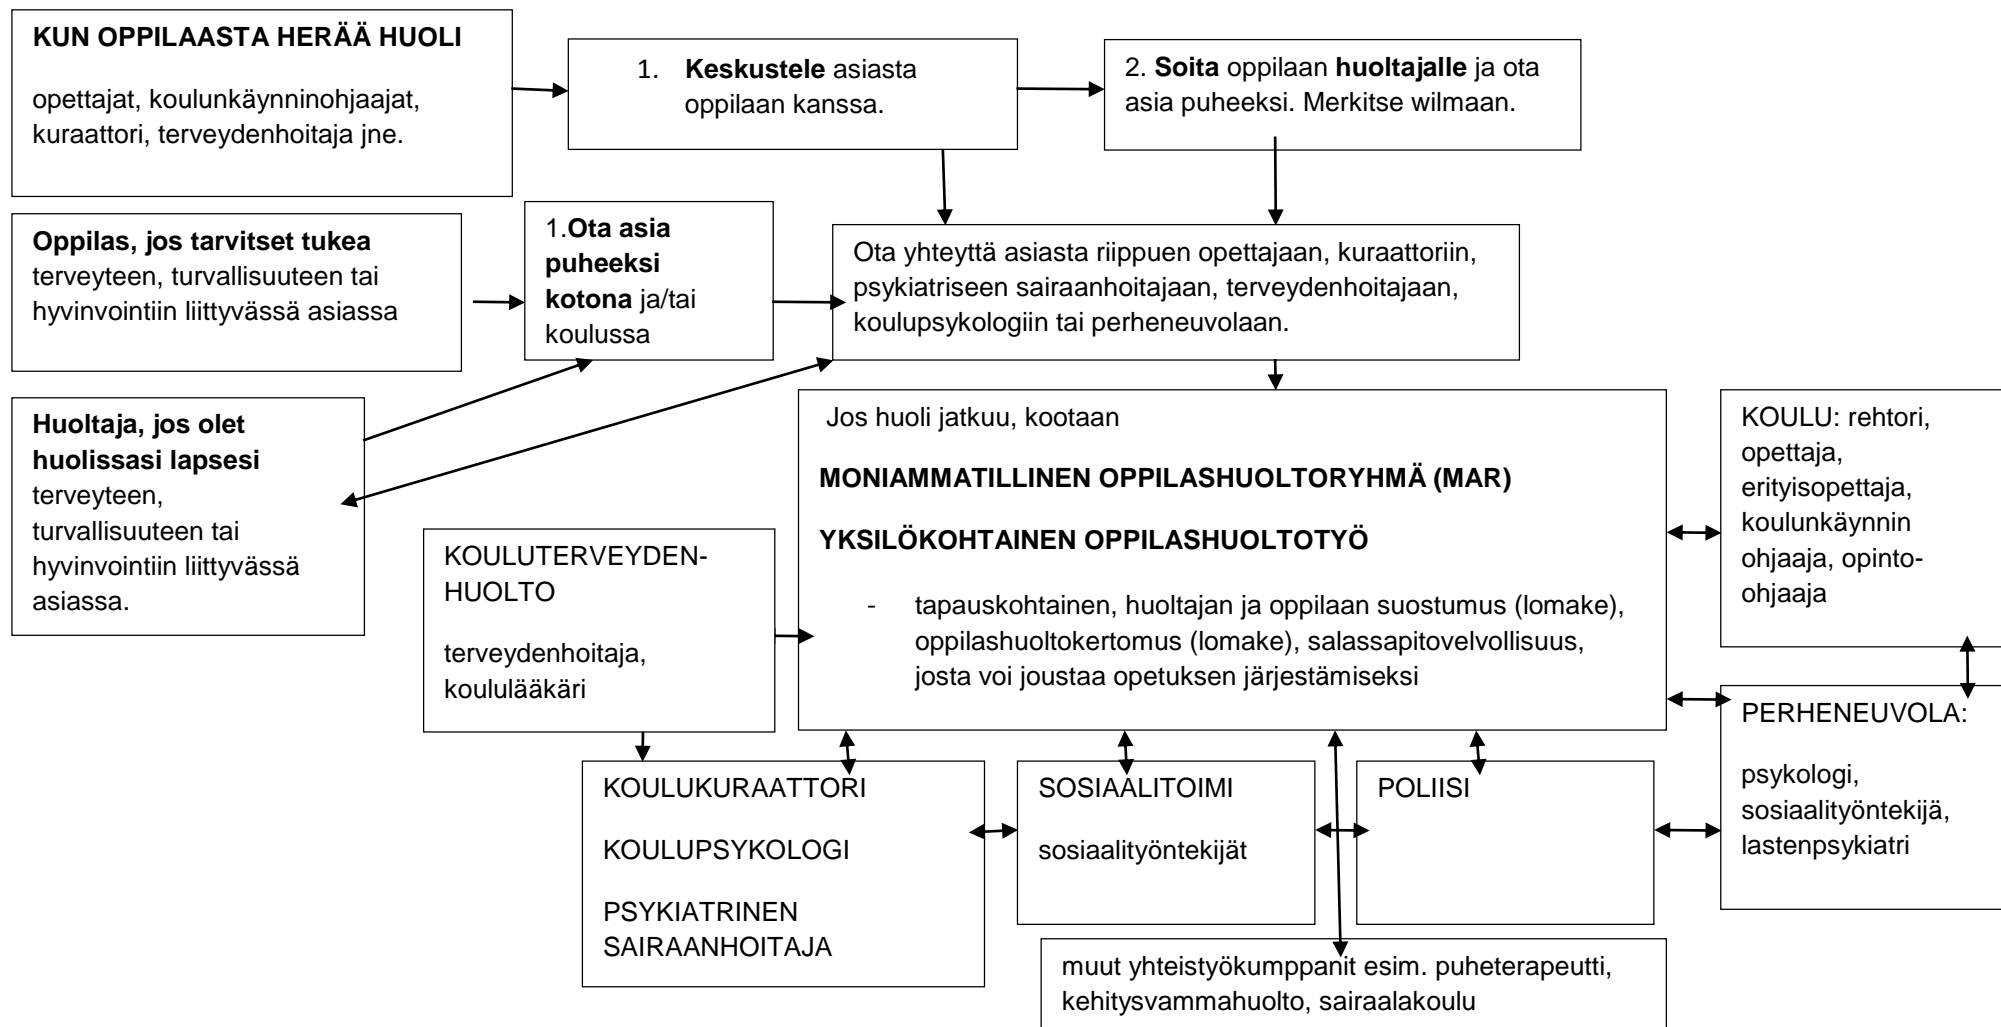 KUN OPPILAASTA HERÄÄ HUOLI
opettajat, koulunkäynninohjaajat,
kuraattori, terveydenhoitaja jne.
1. Keskustele asiasta
oppilaan kanssa.
2. Soita oppilaan huoltajalle ja ota
asia puheeksi. Merkitse wilmaan.
Oppilas, jos tarvitset tukea
terveyteen, turvallisuuteen tai
hyvinvointiin liittyvässä asiassa
1.Ota asia
puheeksi
kotona ja/tai
koulussa
Ota yhteyttä asiasta riippuen opettajaan, kuraattoriin,
psykiatriseen sairaanhoitajaan, terveydenhoitajaan,
koulupsykologiin tai perheneuvolaan.
Huoltaja, jos olet
huolissasi lapsesi
terveyteen,
turvallisuuteen tai
hyvinvointiin liittyvässä
asiassa.
Jos huoli jatkuu, kootaan
MONIAMMATILLINEN OPPILASHUOLTORYHMÄ (MAR)
YKSILÖKOHTAINEN OPPILASHUOLTOTYÖ
- tapauskohtainen, huoltajan ja oppilaan suostumus (lomake),
oppilashuoltokertomus (lomake), salassapitovelvollisuus,
josta voi joustaa opetuksen järjestämiseksi
KOULU: rehtori,
opettaja,
erityisopettaja,
koulunkäynnin
ohjaaja, opinto-
ohjaaja
KOULUTERVEYDEN-
HUOLTO
terveydenhoitaja,
koululääkäri
PERHENEUVOLA:
psykologi,
sosiaalityöntekijä,
lastenpsykiatri
KOULUKURAATTORI
KOULUPSYKOLOGI
PSYKIATRINEN
SAIRAANHOITAJA
SOSIAALITOIMI
sosiaalityöntekijät
POLIISI
muut yhteistyökumppanit esim. puheterapeutti,
kehitysvammahuolto, sairaalakoulu